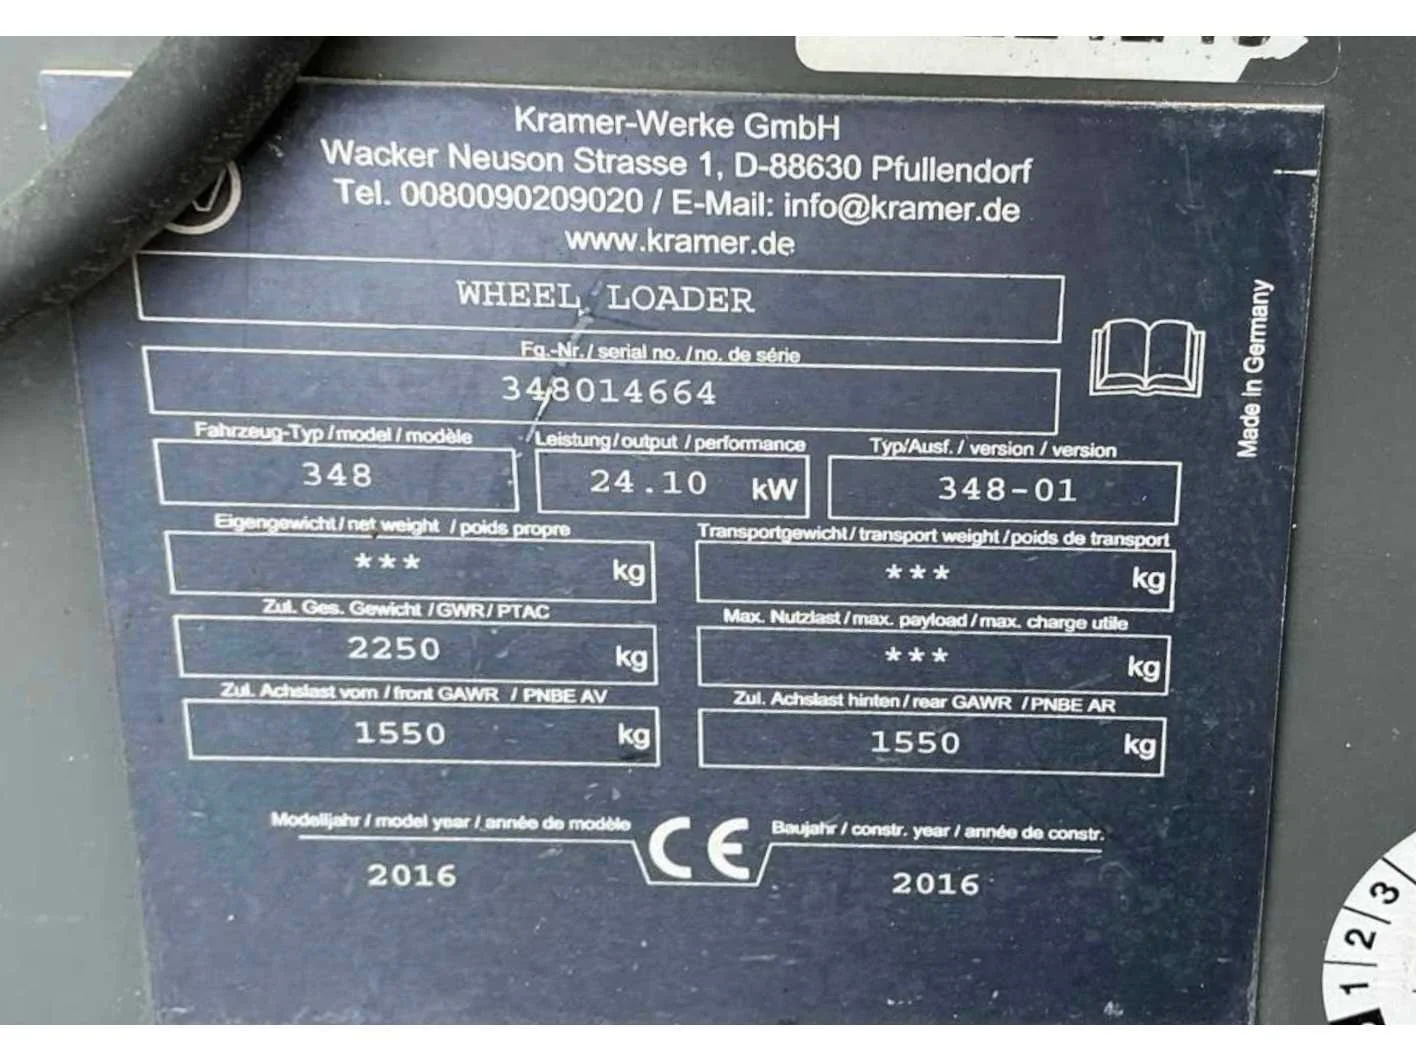 Kramer-Werke GmbH
Wacker Neuson Strasse 1, D-88630 Pfullendorf
Tel. 0080090209020 / E-Mail: info@kramer.de
www.kramer.de
WHEEL LOADER
Fg.-Nr./ serial no. /no. de série
348014664
Made in Germany
Fahrzeug-Typ / model / modèle Leistung/ output / performance Typ/Ausf. / version / version
348 24.10 kW 348-01
Eigengewicht / net weight / poids propre Transportgewicht / transport weight / poids de transport
*** kg *** kg
Zul. Ges. Gewicht / GWR / PTAC Max. Nutzlast / max. payload / max. charge utile
2250 kg *** kg
Zul. Achslast vorn / front GAWR / PNBE AV Zul. Achslast hinten / rear GAWR / PNBE AR
1550 kg 1550 kg
Modelljahr / model year / année de modèle CE Baujahr / constr. year / année de constr.
2016 2016
1 2 3